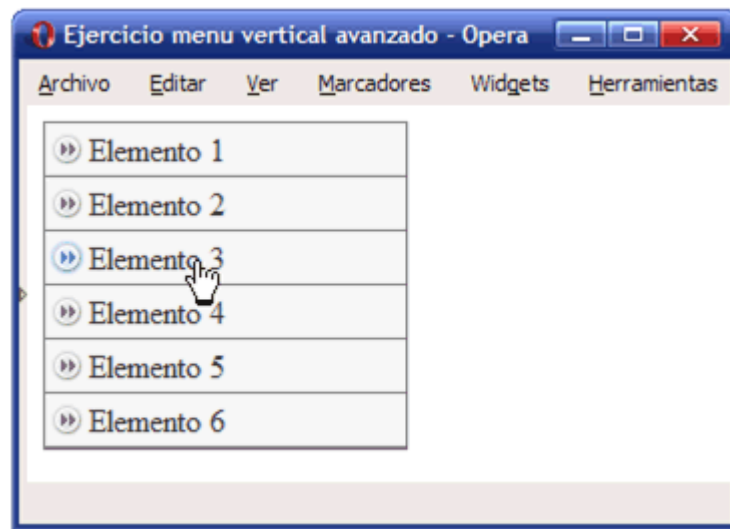 Ejercicio menu vertical avanzado - Opera
Archivo Editar Ver Marcadores Widgets Herramientas
Elemento 1
Elemento 2
Elemento 3
Elemento 4
Elemento 5
Elemento 6